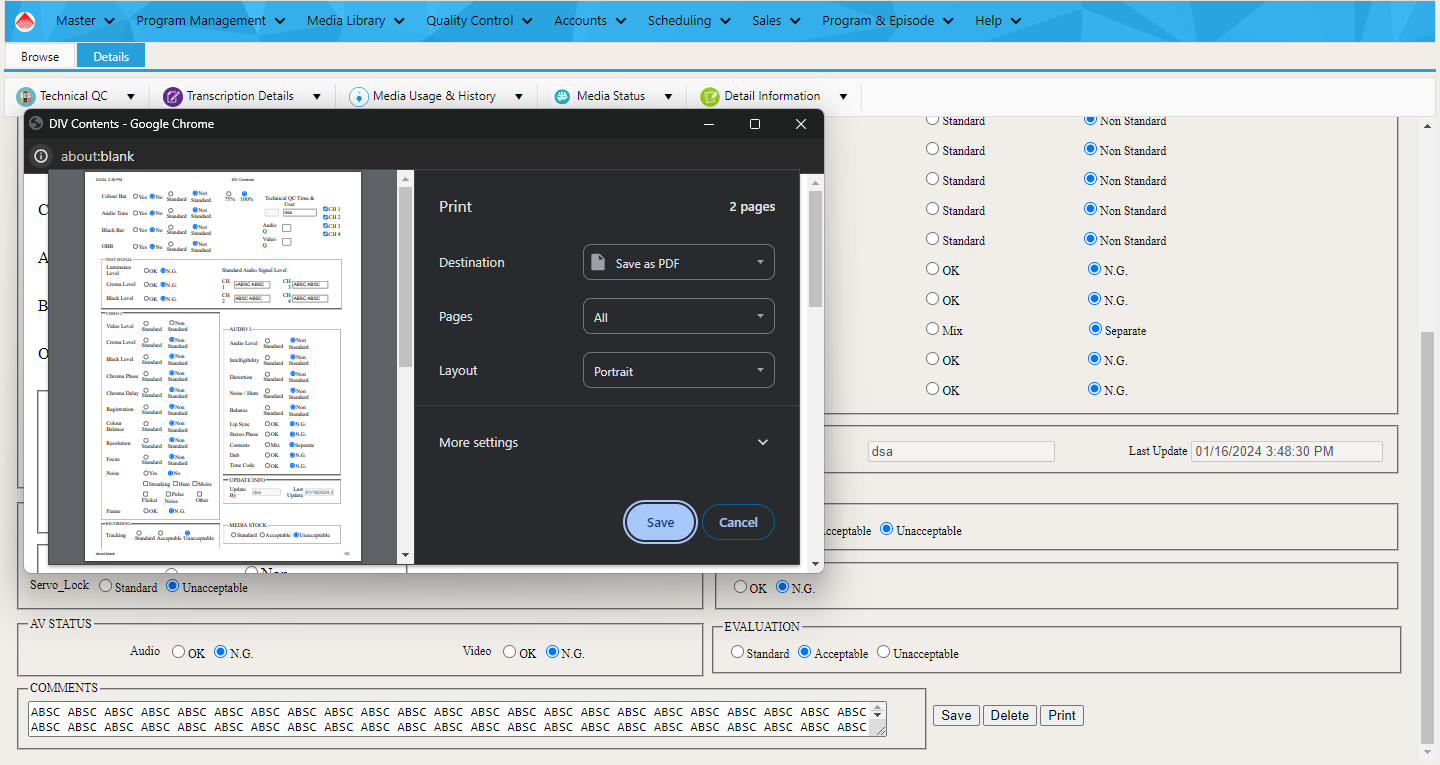 Master Program Management Media Library Quality Control Accounts Scheduling Sales Program & Episode Help
Browse Details
Technical QC Transcription Details Media Usage & History Media Status Detail Information
DIV Contents - Google Chrome
about:blank
4/2/24, 2:38 PM DIV Contents
Colour Bar Yes No Standard Not Standard 75% 100%
Technical QC Time & User
dsa
CH 1
CH 2
CH 3
CH 4
Audio Tone Yes No Standard Not Standard
Black Bar Yes No Standard Not Standard
Audio Q
OBB Yes No Standard Not Standard
Video Q
TEST SIGNAL
Luminance Level OK N.G. Standard Audio Signal Level
Croma Level OK N.G. CH 1 vABSC ABSC CH 3 ABSC ABSC
Black Level OK N.G. CH 2 ABSC ABSC CH 4 ABSC ABSC
VIDEO 2
Video Level Standard Non Standard
Croma Level Standard Non Standard
Black Level Standard Non Standard
Chroma Phase Standard Non Standard
Chroma Delay Standard Non Standard
Registration Standard Non Standard
Colour Balance Standard Non Standard
Resolution Standard Non Standard
Focus Standard Non Standard
Noise Yes No
Streaking Hum Moire
Flicker Pulse Noise Other
Frame OK N.G.
AUDIO 1
Audio Level Standard Non Standard
Intelligibility Standard Non Standard
Distortion Standard Non Standard
Noise / Hum Standard Non Standard
Balance Standard Non Standard
Lip Sync OK N.G.
Stereo Phase OK N.G.
Contents Mix Separate
Dub OK N.G.
Time Code OK N.G.
UPDATE INFO
Update By dsa Last Update 01/16/2024 3
RECORDING
Tracking Standard Acceptable Unacceptable
MEDIA STOCK
Standard Acceptable Unacceptable
about:blank 1/2
Print 2 pages
Destination Save as PDF
Pages All
Layout Portrait
More settings
Save Cancel
Standard Non Standard
Standard Non Standard
Standard Non Standard
Standard Non Standard
Standard Non Standard
OK N.G.
OK N.G.
Mix Separate
OK N.G.
OK N.G.
dsa Last Update 01/16/2024 3:48:30 PM
cceptable Unacceptable
Servo_Lock Standard Unacceptable
OK N.G.
AV STATUS
Audio OK N.G. Video OK N.G.
EVALUATION
Standard Acceptable Unacceptable
COMMENTS
ABSC ABSC ABSC ABSC ABSC ABSC ABSC ABSC ABSC ABSC ABSC ABSC ABSC ABSC ABSC ABSC ABSC ABSC ABSC ABSC ABSC ABSC ABSC
ABSC ABSC ABSC ABSC ABSC ABSC ABSC ABSC ABSC ABSC ABSC ABSC ABSC ABSC ABSC ABSC ABSC ABSC ABSC ABSC ABSC ABSC ABSC
Save Delete Print